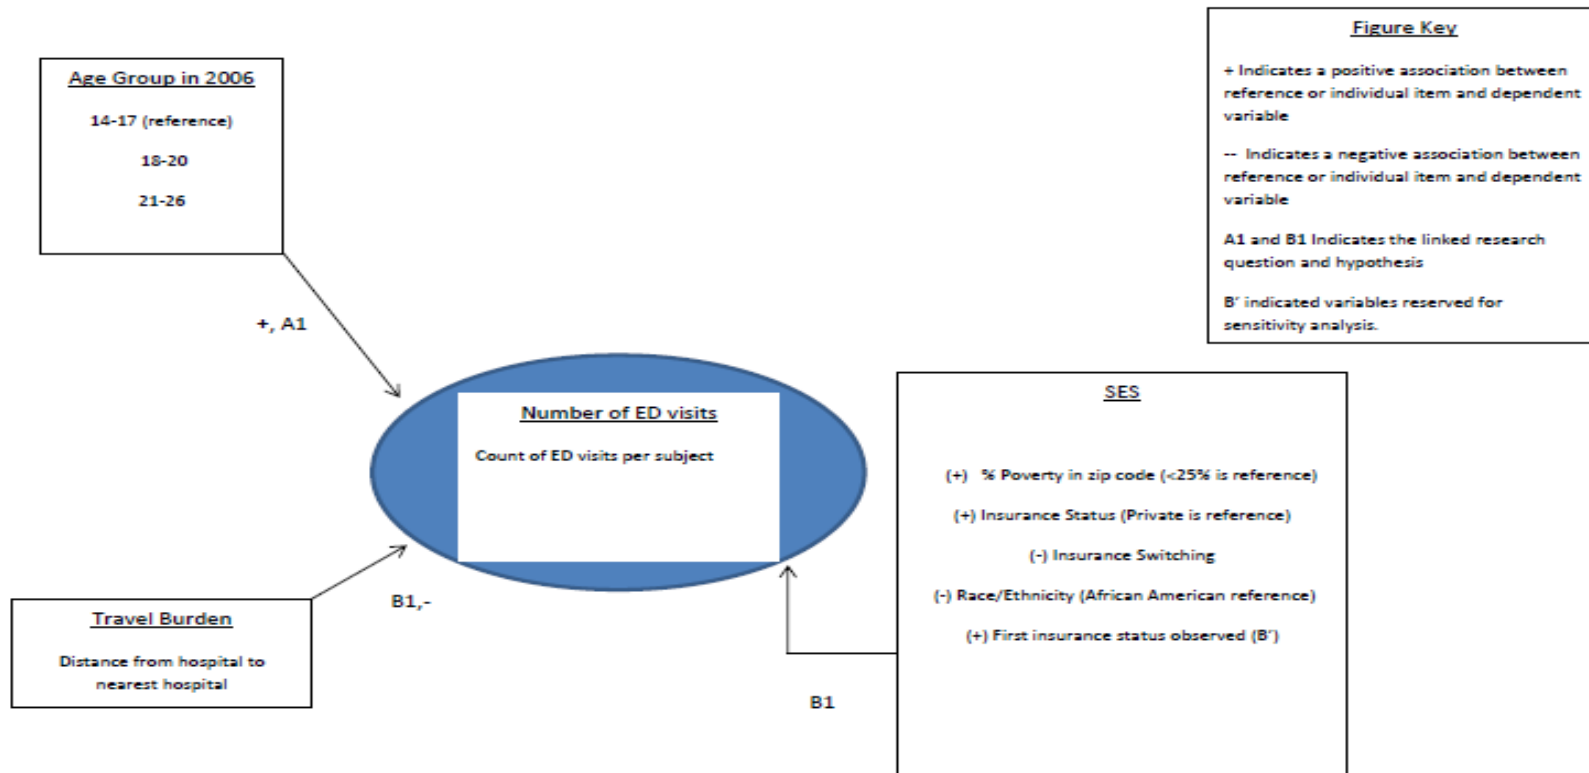 Age Group in 2006
14-17 (reference)
18-20
21-26
+, A1
Number of ED visits
Count of ED visits per subject
Travel Burden
Distance from hospital to
nearest hospital
B1,-
Figure Key
+ Indicates a positive association between
reference or individual item and dependent
variable
-- Indicates a negative association between
reference or individual item and dependent
variable
A1 and B1 Indicates the linked research
question and hypothesis
B' indicated variables reserved for
sensitivity analysis.
SES
(+) % Poverty in zip code (<25% is reference)
(+) Insurance Status (Private is reference)
(-) Insurance Switching
(-) Race/Ethnicity (African American reference)
(+) First insurance status observed (B')
B1